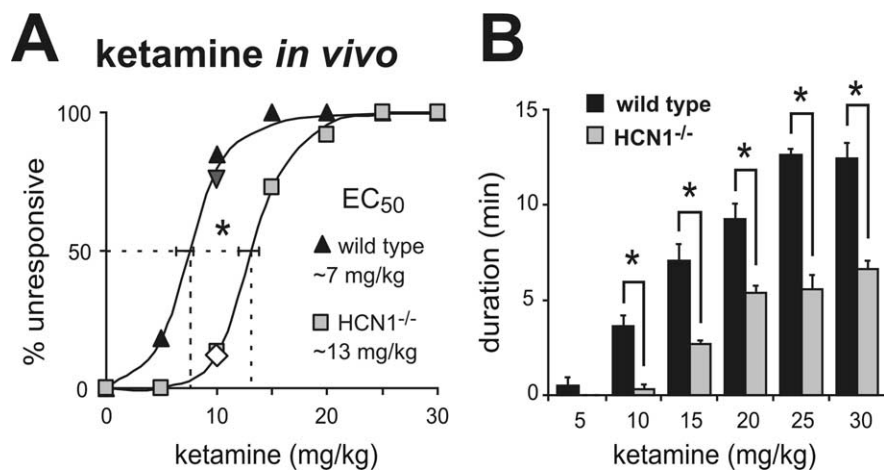 A ketamine in vivo
100
50
0
% unresponsive
*
EC50
wild type
~7 mg/kg
HCN1-/-
~13 mg/kg
0 10 20 30
ketamine (mg/kg)
B
wild type
HCN1-/-
15
10
5
0
duration (min)
* * * * *
5 10 15 20 25 30
ketamine (mg/kg)